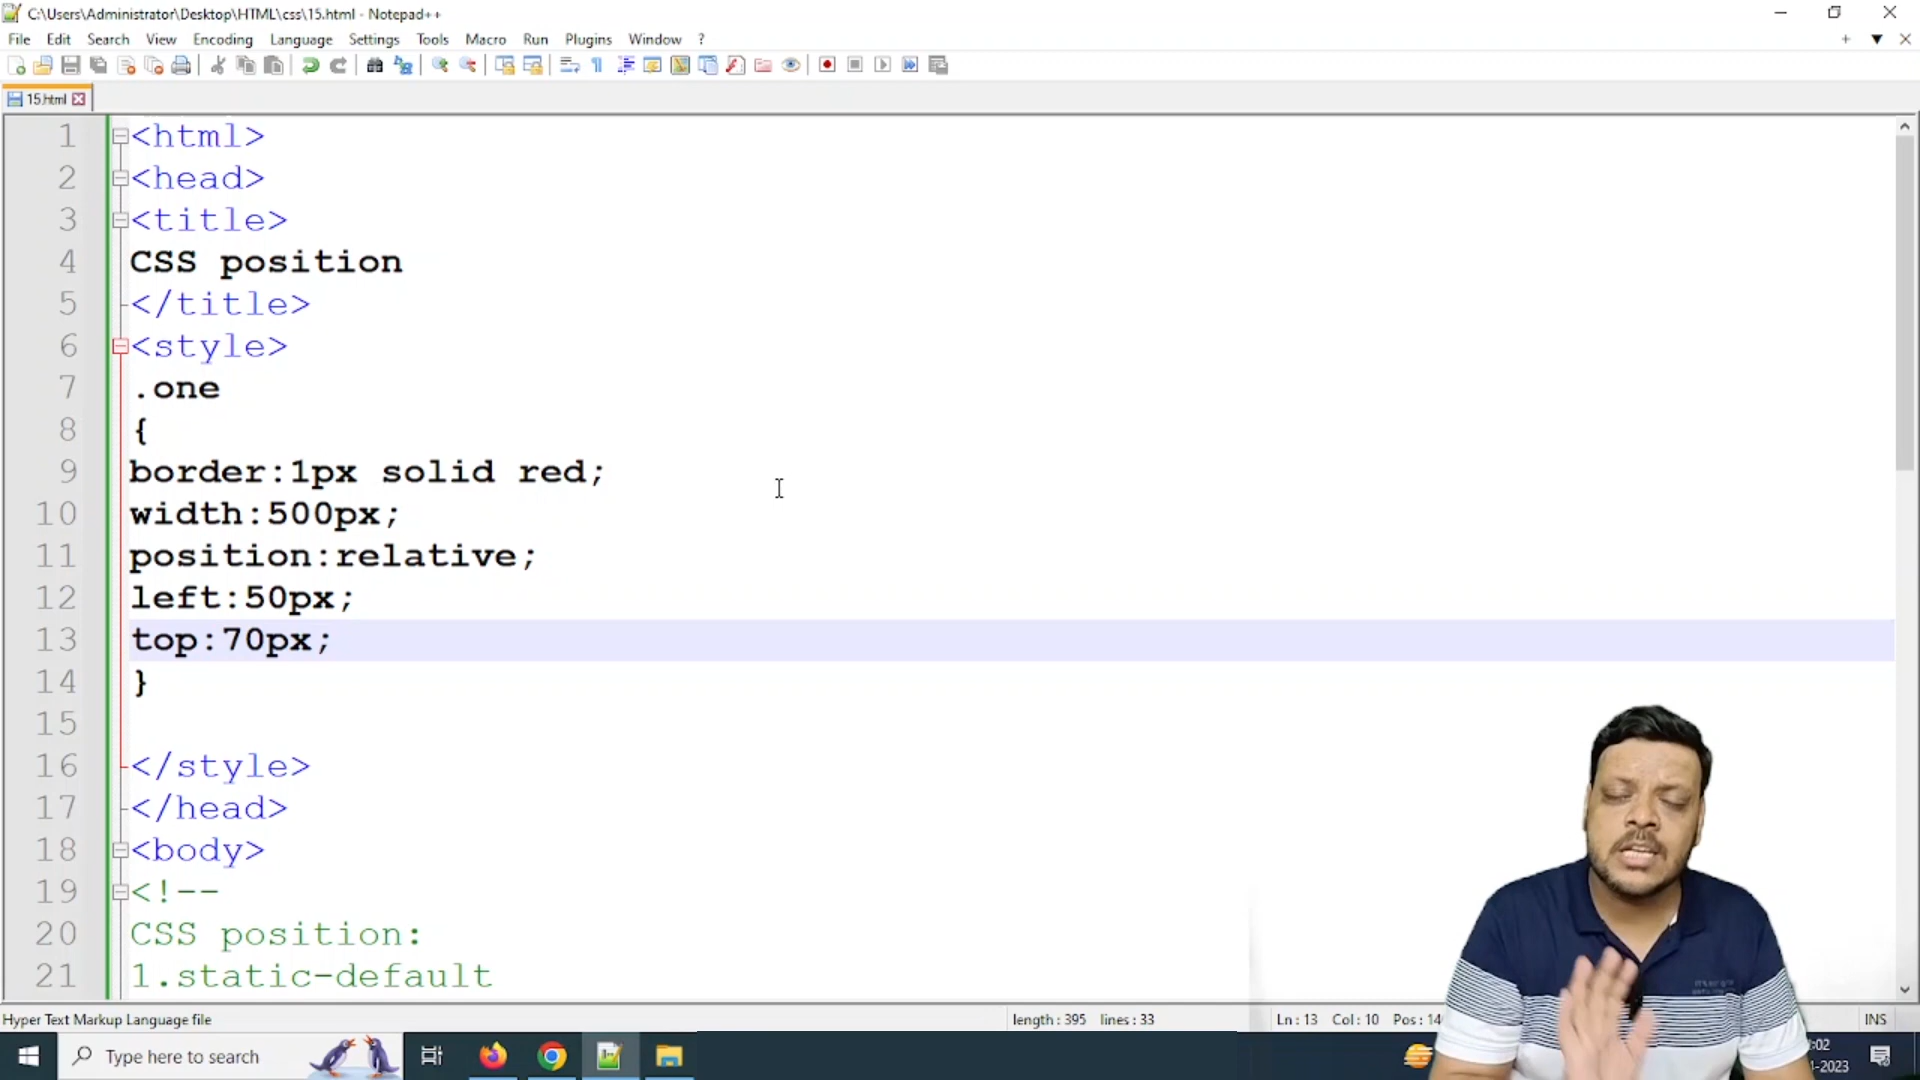 C:\Users\Administrator\Desktop\HTML\css\15.html - Notepad++
File Edit Search View Encoding Language Settings Tools Macro Run Plugins Window ?
15.html
1 <html>
2 <head>
3 <title>
4 CSS position
5 </title>
6 <style>
7 .one
8 {
9 border:1px solid red;
10 width:500px;
11 position:relative;
12 left:50px;
13 top:70px;
14 }
15
16 </style>
17 </head>
18 <body>
19 <!--
20 CSS position:
21 1.static-default
Hyper Text Markup Language file length : 395 lines : 33 Ln : 13 Col : 10 Pos : 14 INS
Type here to search
:02
-2023